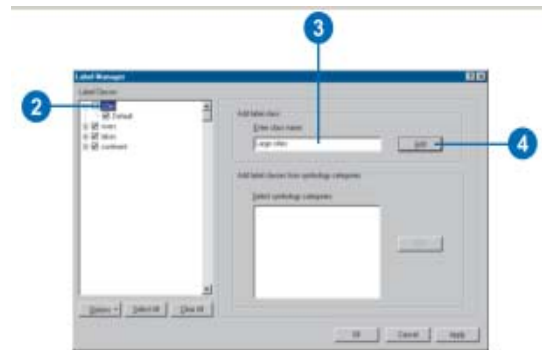 3
Label Manager
Label Classes
2
cities
Default
rivers
lakes
continent
Add label class
Enter class name
Large cities
Add
4
Add label classes from symbology categories
Select symbology categories
Options
Select All
Clear All
OK
Cancel
Apply